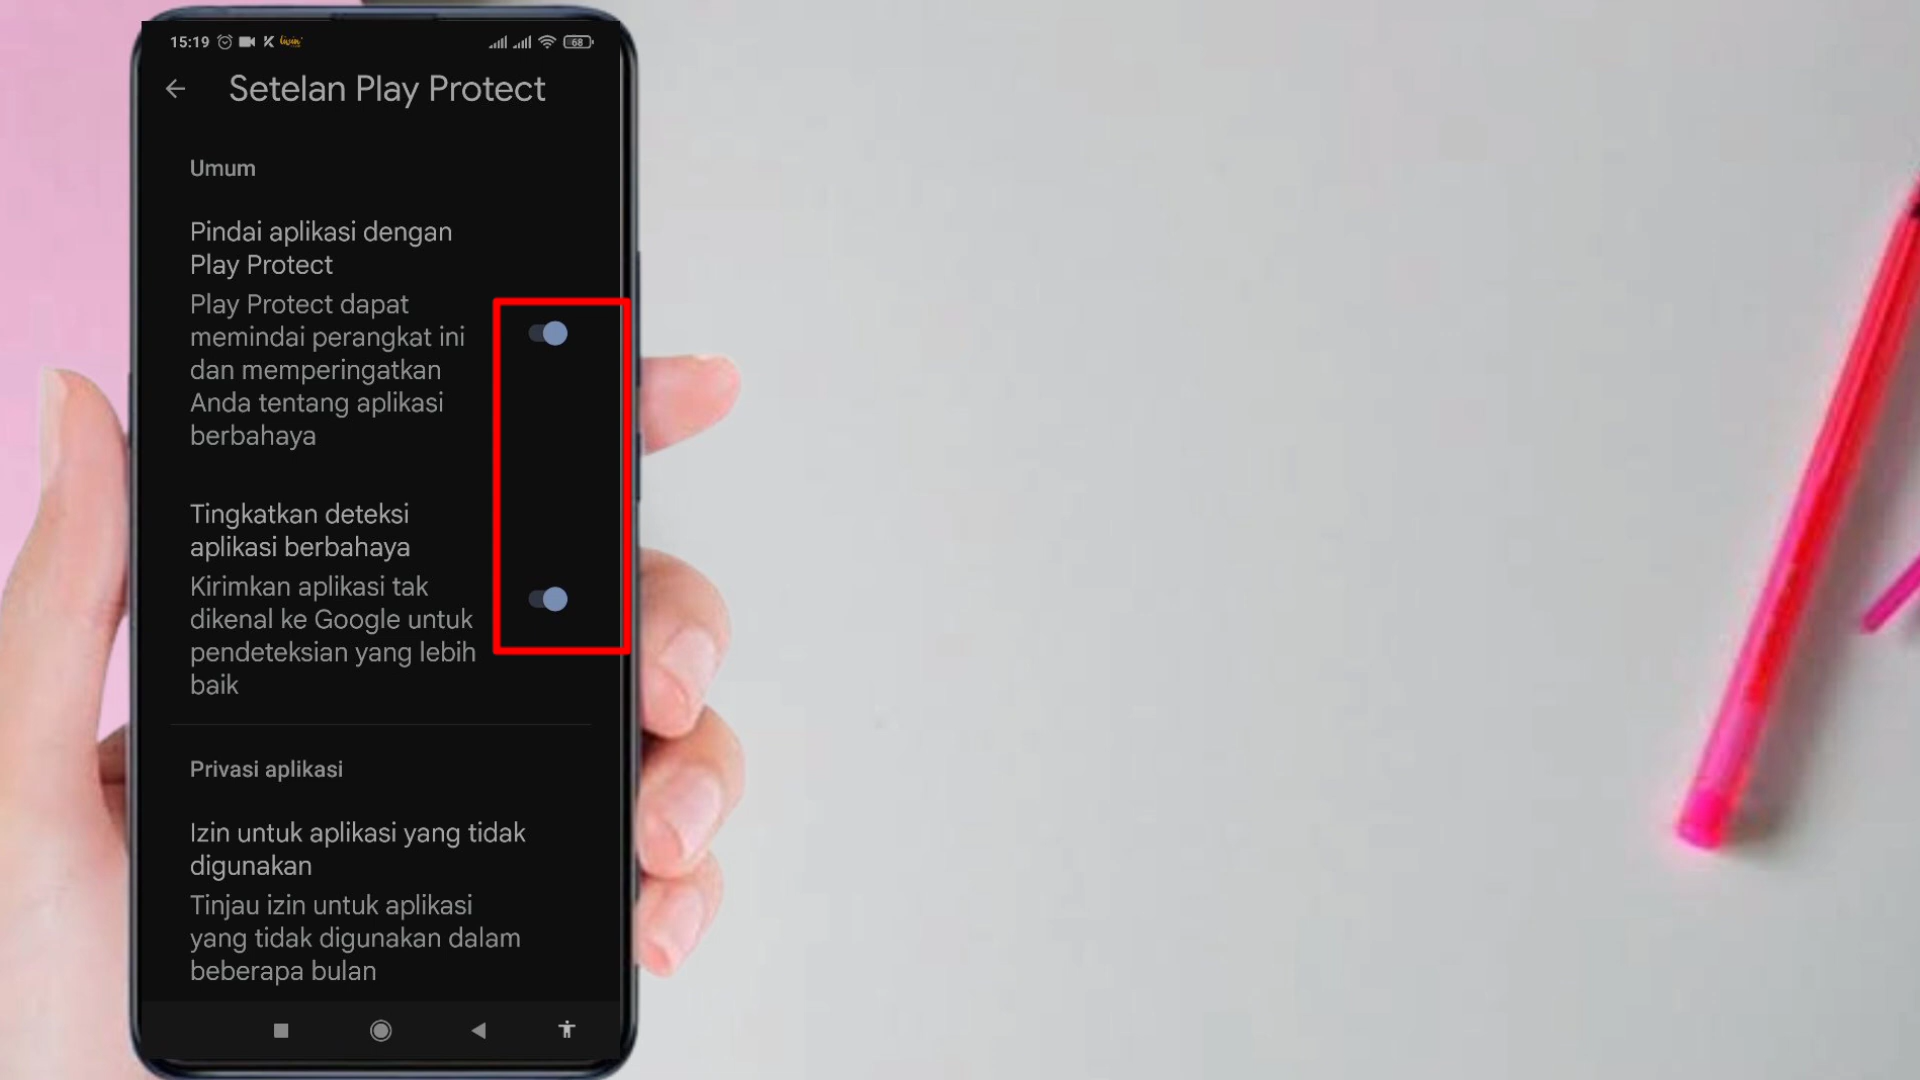 15:19
68
Setelan Play Protect
Umum
Pindai aplikasi dengan
Play Protect
Play Protect dapat
memindai perangkat ini
dan memperingatkan
Anda tentang aplikasi
berbahaya
Tingkatkan deteksi
aplikasi berbahaya
Kirimkan aplikasi tak
dikenal ke Google untuk
pendeteksian yang lebih
baik
Privasi aplikasi
Izin untuk aplikasi yang tidak
digunakan
Tinjau izin untuk aplikasi
yang tidak digunakan dalam
beberapa bulan